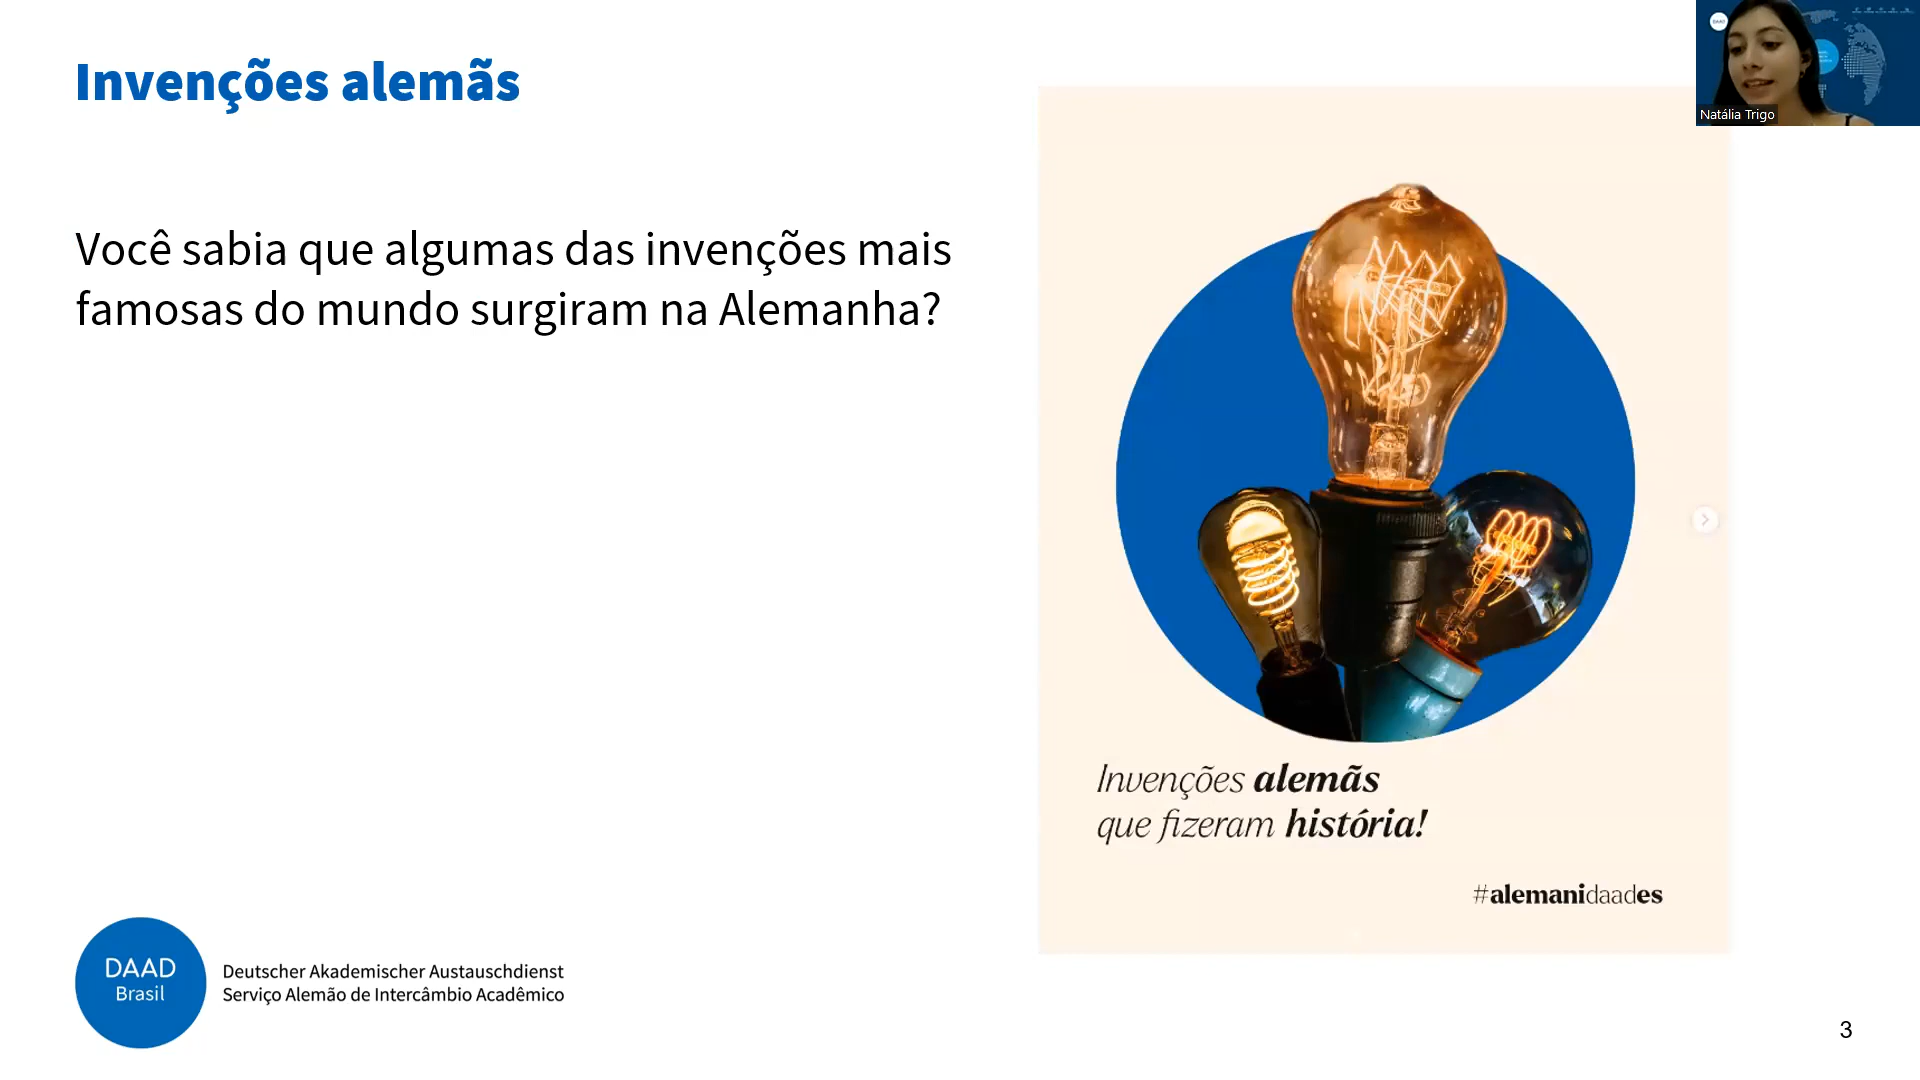 Invenções alemãs
Você sabia que algumas das invenções mais
famosas do mundo surgiram na Alemanha?
Invenções alemãs
que fizeram história!
#alemanidaades
DAAD
Brasil
Deutscher Akademischer Austauschdienst
Serviço Alemão de Intercâmbio Acadêmico
3
DAAD
Natália Trigo